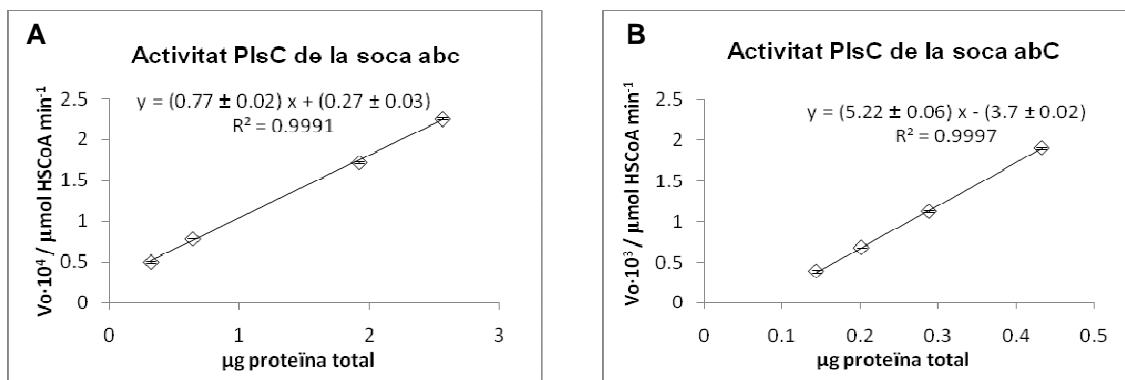 A
Activitat PlsC de la soca abc
y = (0.77 ± 0.02) x + (0.27 ± 0.03)
R² = 0.9991
Vo·10⁴ / µmol HSCoA min⁻¹
2.5
2
1.5
1
0.5
0
0 1 2 3
µg proteïna total
B
Activitat PlsC de la soca abC
y = (5.22 ± 0.06) x - (3.7 ± 0.02)
R² = 0.9997
Vo·10³ / µmol HSCoA min⁻¹
2.5
2
1.5
1
0.5
0
0 0.1 0.2 0.3 0.4 0.5
µg proteïna total